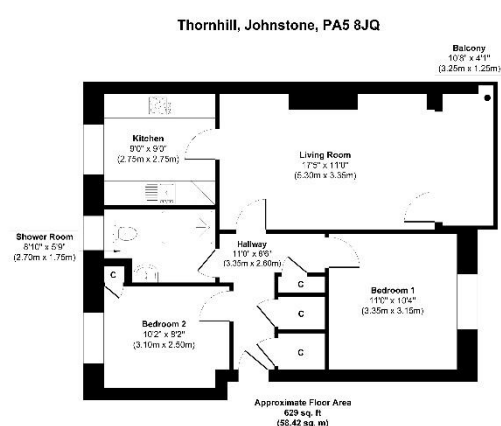 Thornhill, Johnstone, PA5 8JQ
Balcony
10'8" x 4'1"
(3.25m x 1.25m)
Kitchen
9'0" x 9'0"
(2.75m x 2.75m)
Living Room
17'5" x 11'0"
(5.30m x 3.35m)
Shower Room
8'10" x 5'9"
(2.70m x 1.75m)
Hallway
11'0" x 8'6"
(3.35m x 2.60m)
C
C
C
C
Bedroom 1
11'0" x 10'4"
(3.35m x 3.15m)
Bedroom 2
10'2" x 8'2"
(3.10m x 2.50m)
Approximate Floor Area
629 sq. ft
(58.42 sq. m)